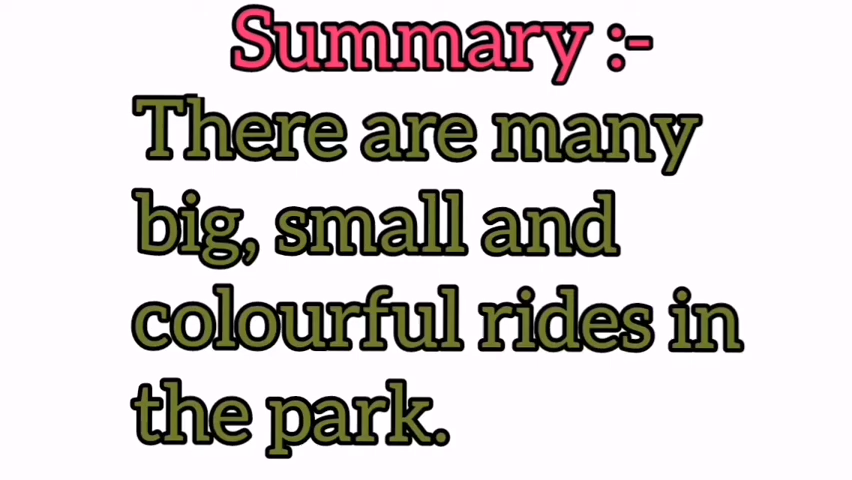 Summary :-
There are many
big, small and
colourful rides in
the park.